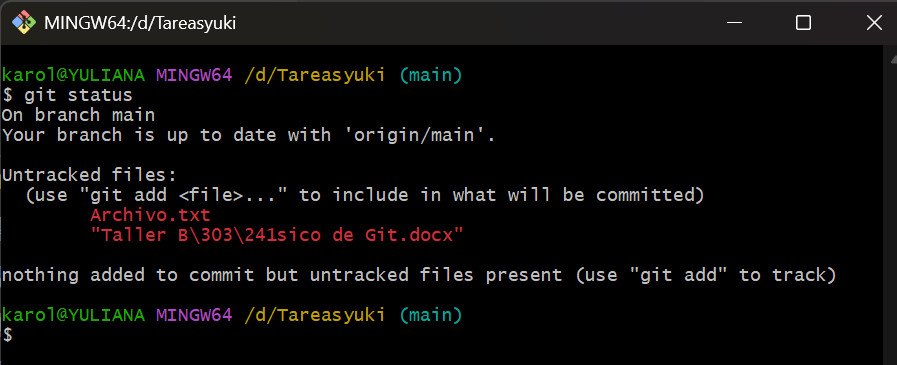 MINGW64:/d/Tareasyuki
karol@YULIANA MINGW64 /d/Tareasyuki (main)
$ git status
On branch main
Your branch is up to date with 'origin/main'.
Untracked files:
(use "git add <file>..." to include in what will be committed)
Archivo.txt
"Taller B\303\241sico de Git.docx"
nothing added to commit but untracked files present (use "git add" to track)
karol@YULIANA MINGW64 /d/Tareasyuki (main)
$